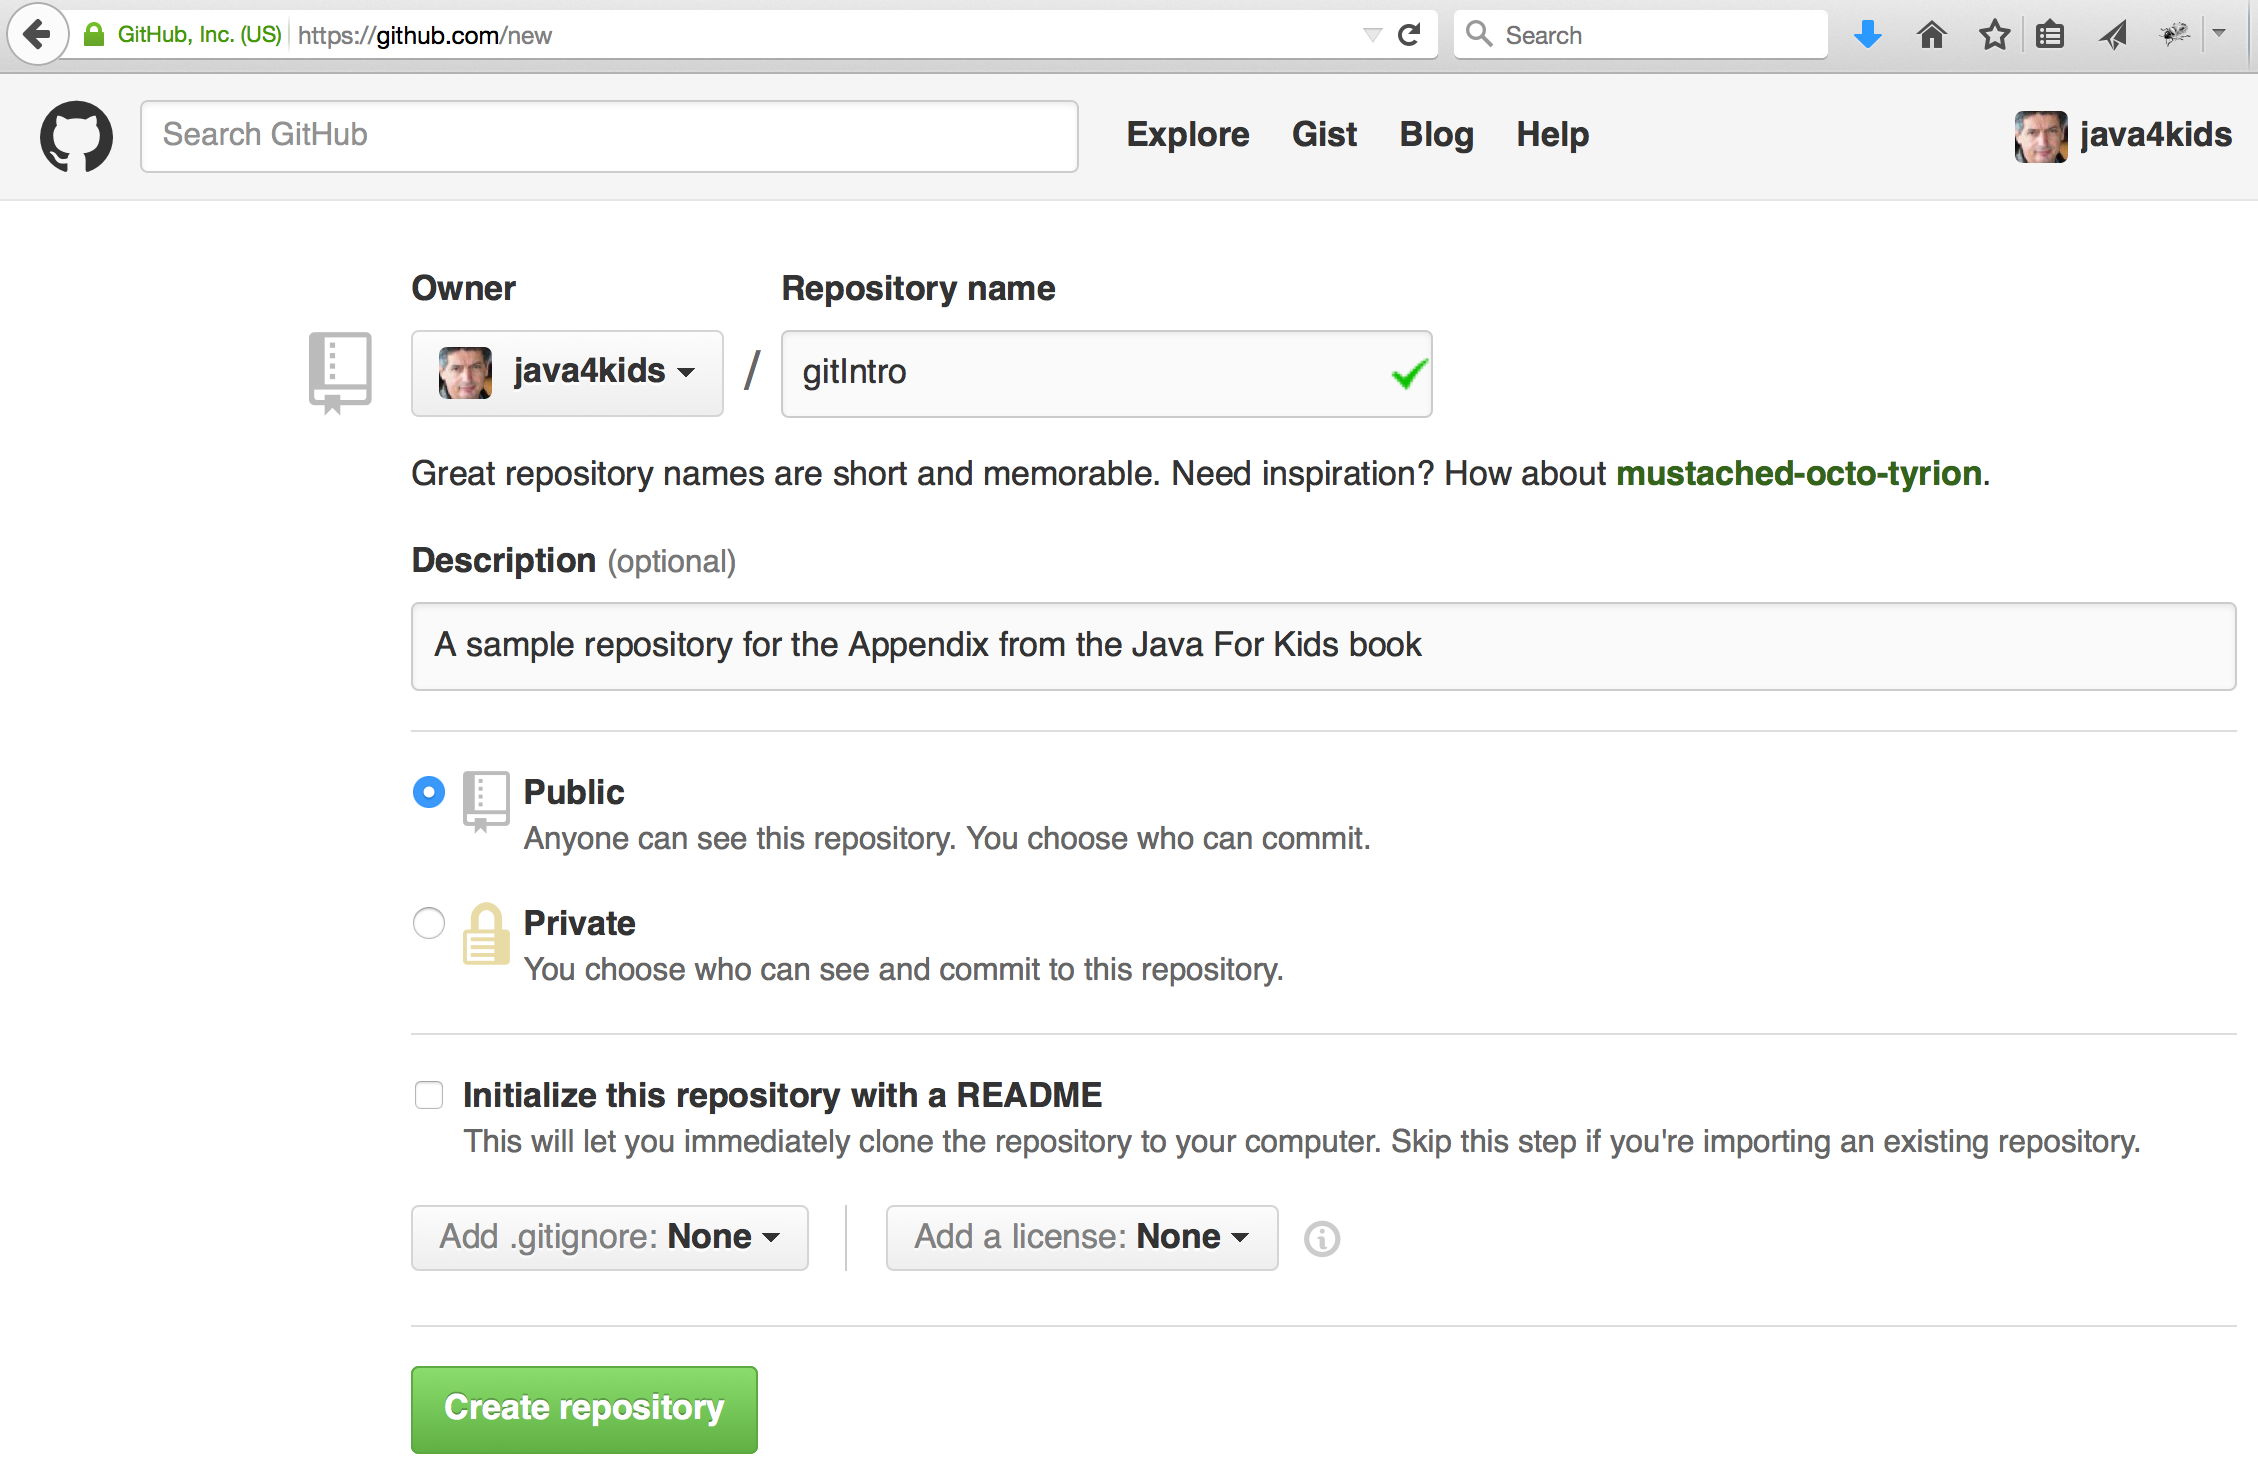 GitHub, Inc. (US) https://github.com/new Search
Search GitHub Explore Gist Blog Help java4kids
Owner Repository name
java4kids / gitIntro
Great repository names are short and memorable. Need inspiration? How about mustached-octo-tyrion.
Description (optional)
A sample repository for the Appendix from the Java For Kids book
Public
Anyone can see this repository. You choose who can commit.
Private
You choose who can see and commit to this repository.
Initialize this repository with a README
This will let you immediately clone the repository to your computer. Skip this step if you're importing an existing repository.
Add .gitignore: None Add a license: None
Create repository